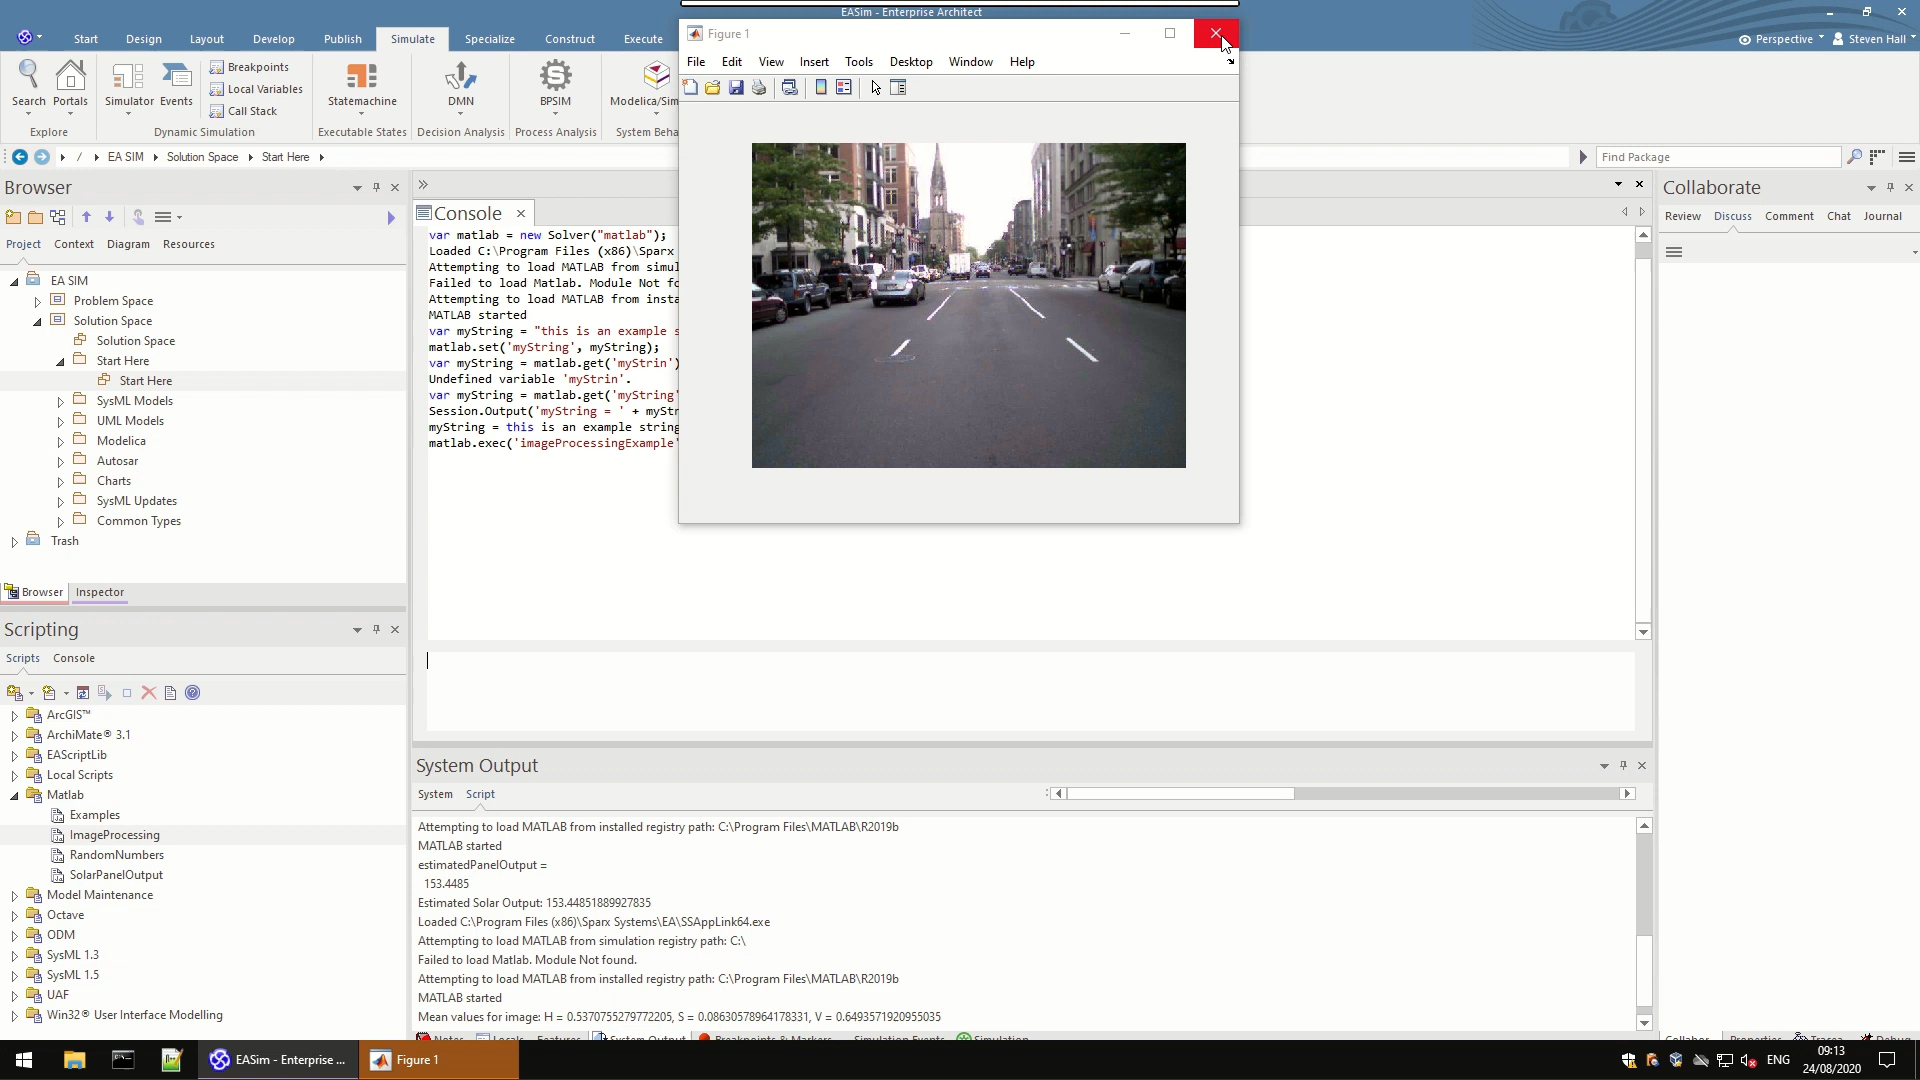 EASim - Enterprise Architect
Start Design Layout Develop Publish Simulate Specialize Construct Execute
Perspective Steven Hall
Figure 1
File Edit View Insert Tools Desktop Window Help
Search Portals
Explore
Simulator Events
Breakpoints
Local Variables
Call Stack
Dynamic Simulation
Statemachine
Executable States
DMN
Decision Analysis
BPSIM
Process Analysis
Modelica/Sim
System Beha
/ EA SIM Solution Space Start Here
Find Package
Browser
Project Context Diagram Resources
EA SIM
Problem Space
Solution Space
Solution Space
Start Here
Start Here
SysML Models
UML Models
Modelica
Autosar
Charts
SysML Updates
Common Types
Trash
Browser Inspector
Scripting
Scripts Console
ArcGIS™
ArchiMate® 3.1
EAScriptLib
Local Scripts
Matlab
Examples
ImageProcessing
RandomNumbers
SolarPanelOutput
Model Maintenance
Octave
ODM
SysML 1.3
SysML 1.5
UAF
Win32® User Interface Modelling
Console
var matlab = new Solver("matlab");
Loaded C:\Program Files (x86)\Sparx
Attempting to load MATLAB from simul
Failed to load Matlab. Module Not fo
Attempting to load MATLAB from insta
MATLAB started
var myString = "this is an example s
matlab.set('myString', myString);
var myString = matlab.get('myStrin')
Undefined variable 'myStrin'.
var myString = matlab.get('myString'
Session.Output('myString = ' + myStr
myString = this is an example string
matlab.exec('imageProcessingExample'
System Output
System Script
Attempting to load MATLAB from installed registry path: C:\Program Files\MATLAB\R2019b
MATLAB started
estimatedPanelOutput =
153.4485
Estimated Solar Output: 153.44851889927835
Loaded C:\Program Files (x86)\Sparx Systems\EA\SSAppLink64.exe
Attempting to load MATLAB from simulation registry path: C:\
Failed to load Matlab. Module Not found.
Attempting to load MATLAB from installed registry path: C:\Program Files\MATLAB\R2019b
MATLAB started
Mean values for image: H = 0.5370755279772205, S = 0.08630578964178331, V = 0.6493571920955035
Notes Locals Features System Output Breakpoints & Markers Simulation Events Simulation
Collaborate
Review Discuss Comment Chat Journal
Collabor Properties Traces Debug
EASim - Enterprise ...
Figure 1
ENG
09:13
24/08/2020